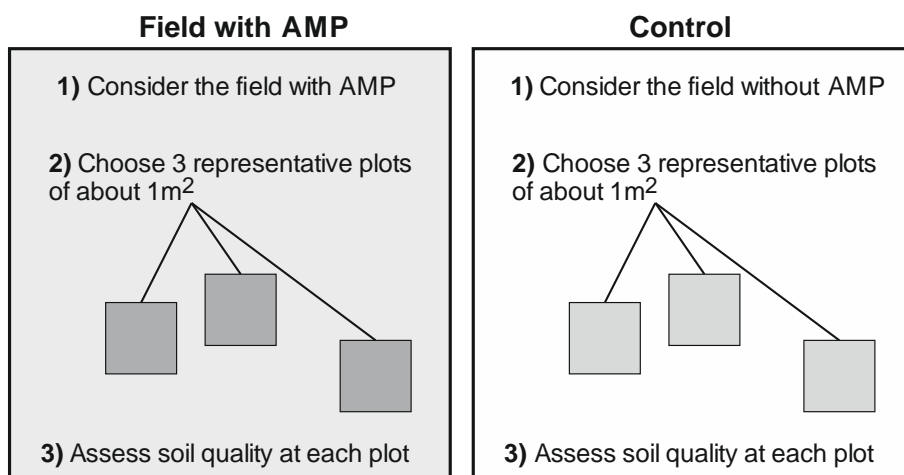 Field with AMP
1) Consider the field with AMP
2) Choose 3 representative plots
of about 1m²
3) Assess soil quality at each plot
Control
1) Consider the field without AMP
2) Choose 3 representative plots
of about 1m²
3) Assess soil quality at each plot